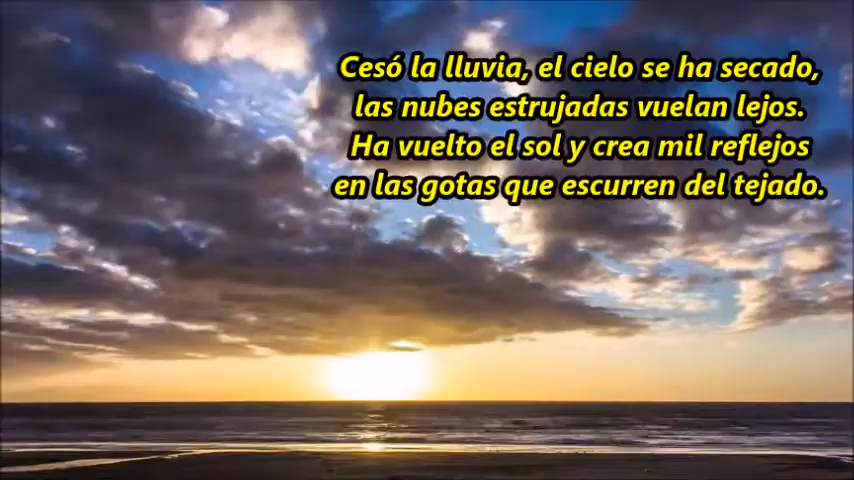 Cesó la lluvia, el cielo se ha secado,
las nubes estrujadas vuelan lejos.
Ha vuelto el sol y crea mil reflejos
en las gotas que escurren del tejado.